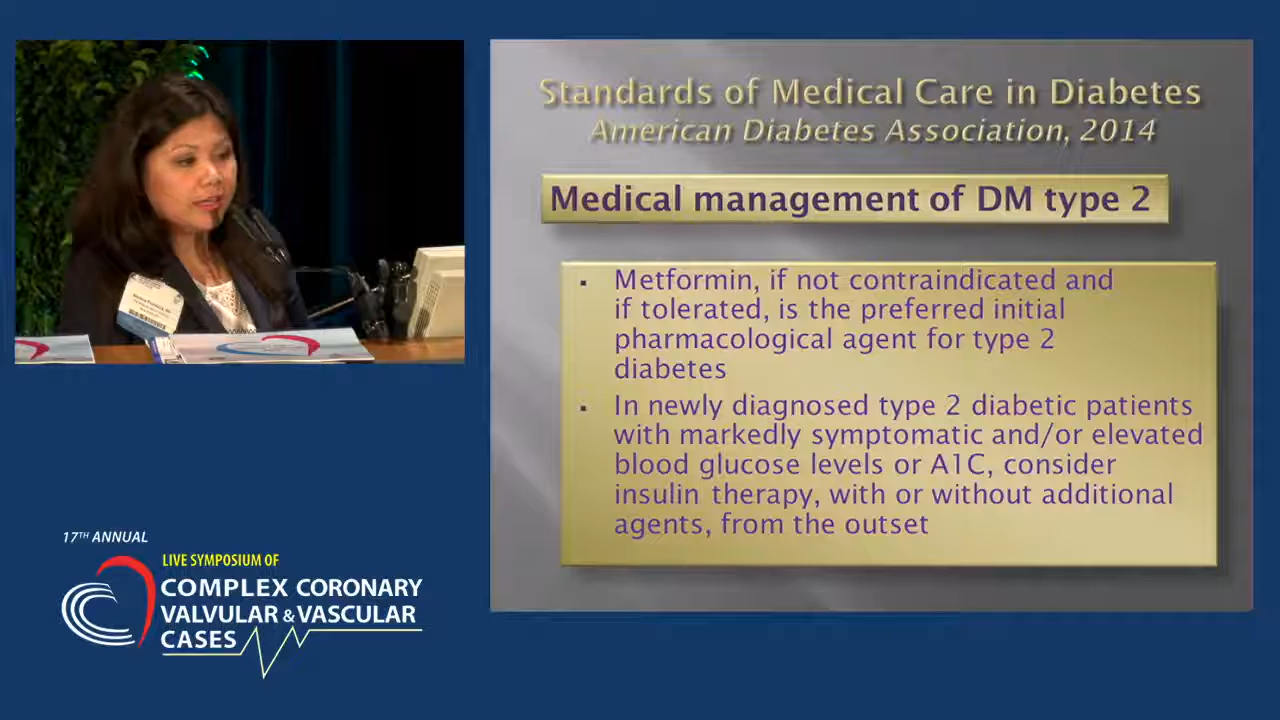 Standards of Medical Care in Diabetes
American Diabetes Association, 2014
Medical management of DM type 2
▪ Metformin, if not contraindicated and
if tolerated, is the preferred initial
pharmacological agent for type 2
diabetes
▪ In newly diagnosed type 2 diabetic patients
with markedly symptomatic and/or elevated
blood glucose levels or A1C, consider
insulin therapy, with or without additional
agents, from the outset
17TH ANNUAL
LIVE SYMPOSIUM OF
COMPLEX CORONARY
VALVULAR & VASCULAR
CASES